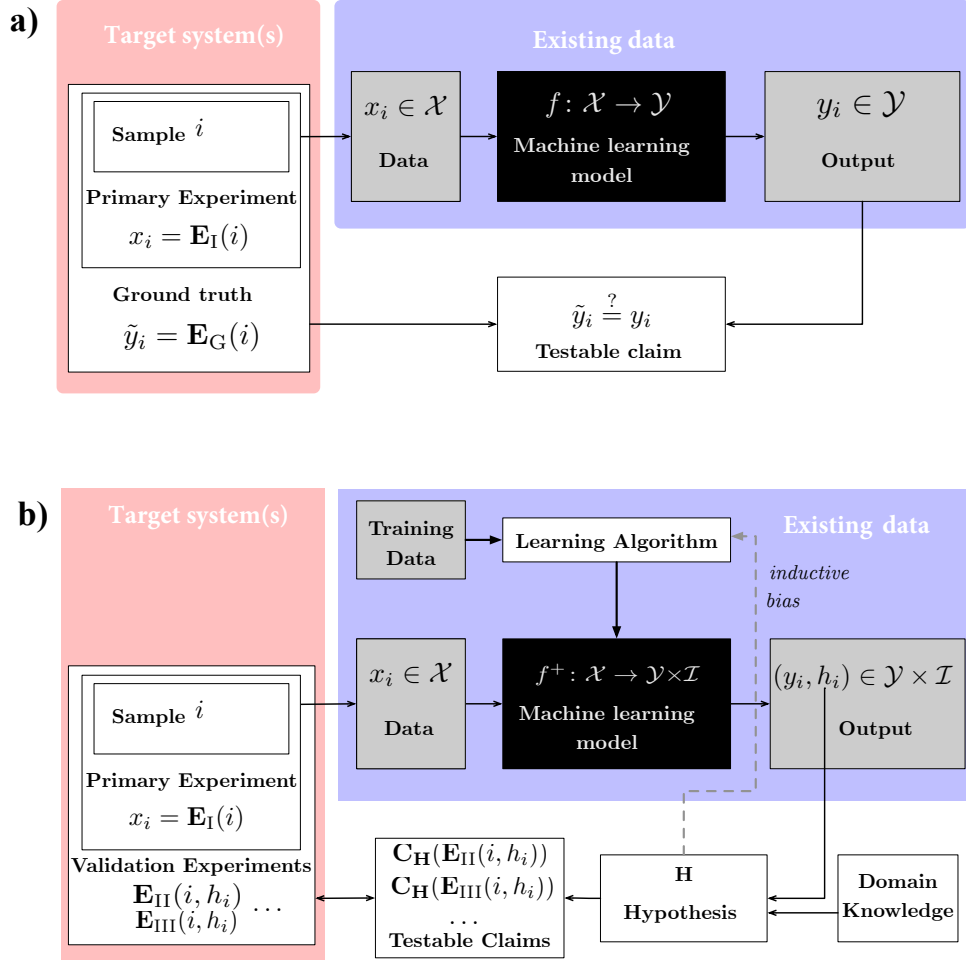 a)
Target system(s)
Existing data
Sample i
Primary Experiment
x_i = E_I(i)
Ground truth
ỹ_i = E_G(i)
x_i ∈ 𝒳
Data
f : 𝒳 → 𝒴
Machine learning
model
y_i ∈ 𝒴
Output
ỹ_i ≟ y_i
Testable claim
b)
Target system(s)
Existing data
Training
Data
Learning Algorithm
inductive
bias
Sample i
Primary Experiment
x_i = E_I(i)
Validation Experiments
E_II(i, h_i)
E_III(i, h_i) ...
x_i ∈ 𝒳
Data
f⁺ : 𝒳 → 𝒴×ℐ
Machine learning
model
(y_i, h_i) ∈ 𝒴 × ℐ
Output
C_H(E_II(i, h_i))
C_H(E_III(i, h_i))
...
Testable Claims
H
Hypothesis
Domain
Knowledge